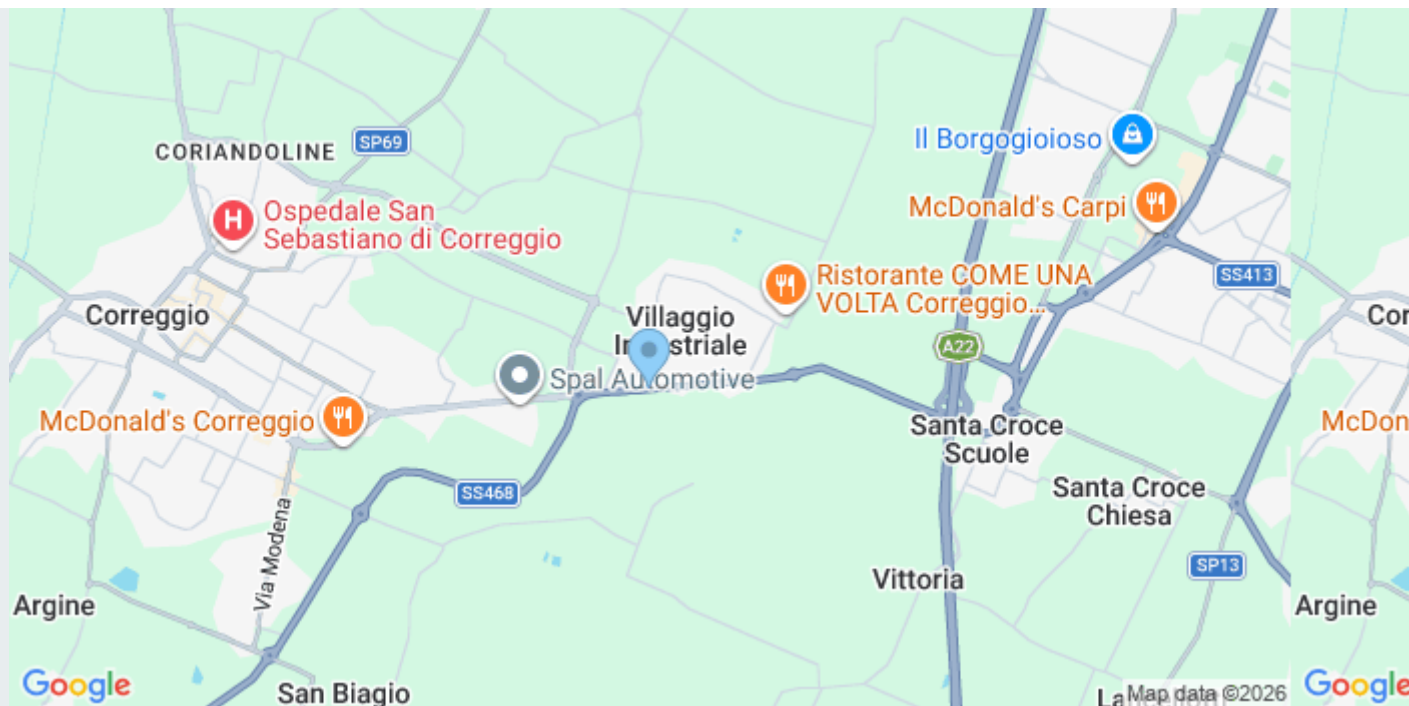 CORIANDOLINE
SP69
Il Borgogioioso
McDonald's Carpi
H
Ospedale San
Sebastiano di Correggio
SS413
Ristorante COME UNA
VOLTA Correggio...
Correggio
Villaggio
Industriale
A22
Spal Automotive
McDonald's Correggio
Santa Croce
Scuole
SS468
Santa Croce
Chiesa
Via Modena
Vittoria
SP13
Argine
San Biagio
Google
Map data ©2026
Cor
McDon
Argine
Google